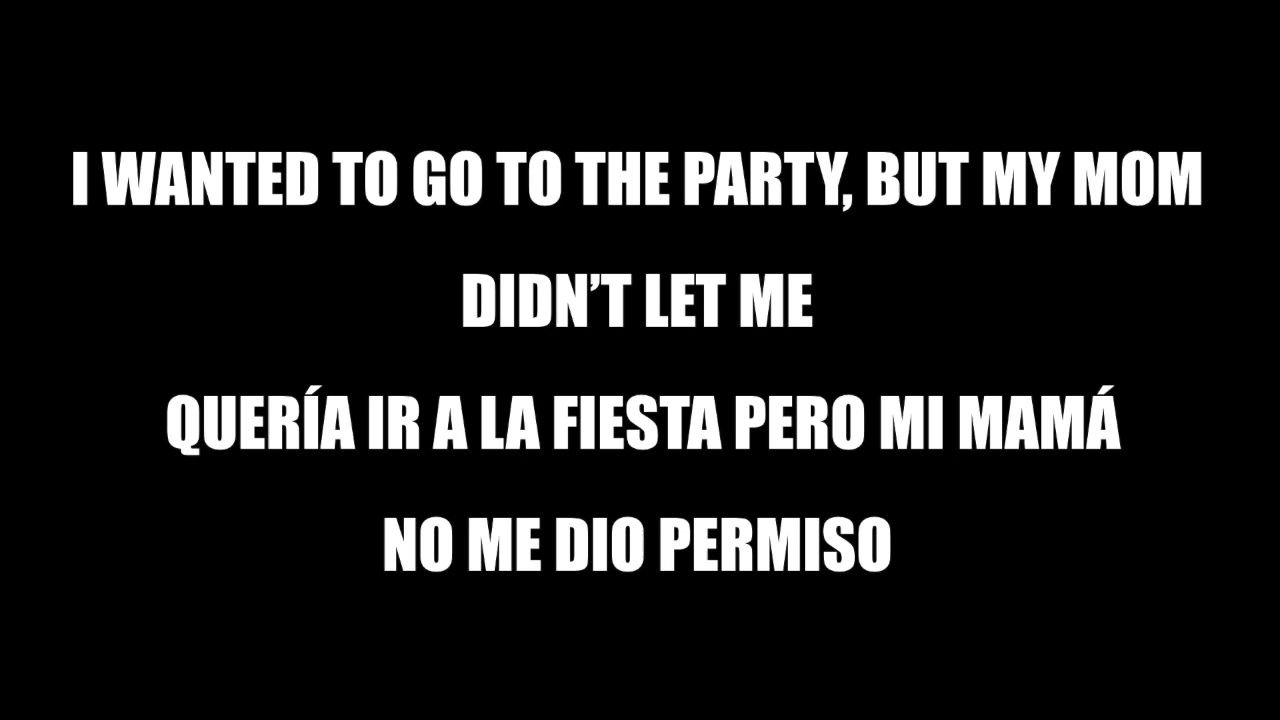 I WANTED TO GO TO THE PARTY, BUT MY MOM
DIDN’T LET ME
QUERÍA IR A LA FIESTA PERO MI MAMÁ
NO ME DIO PERMISO